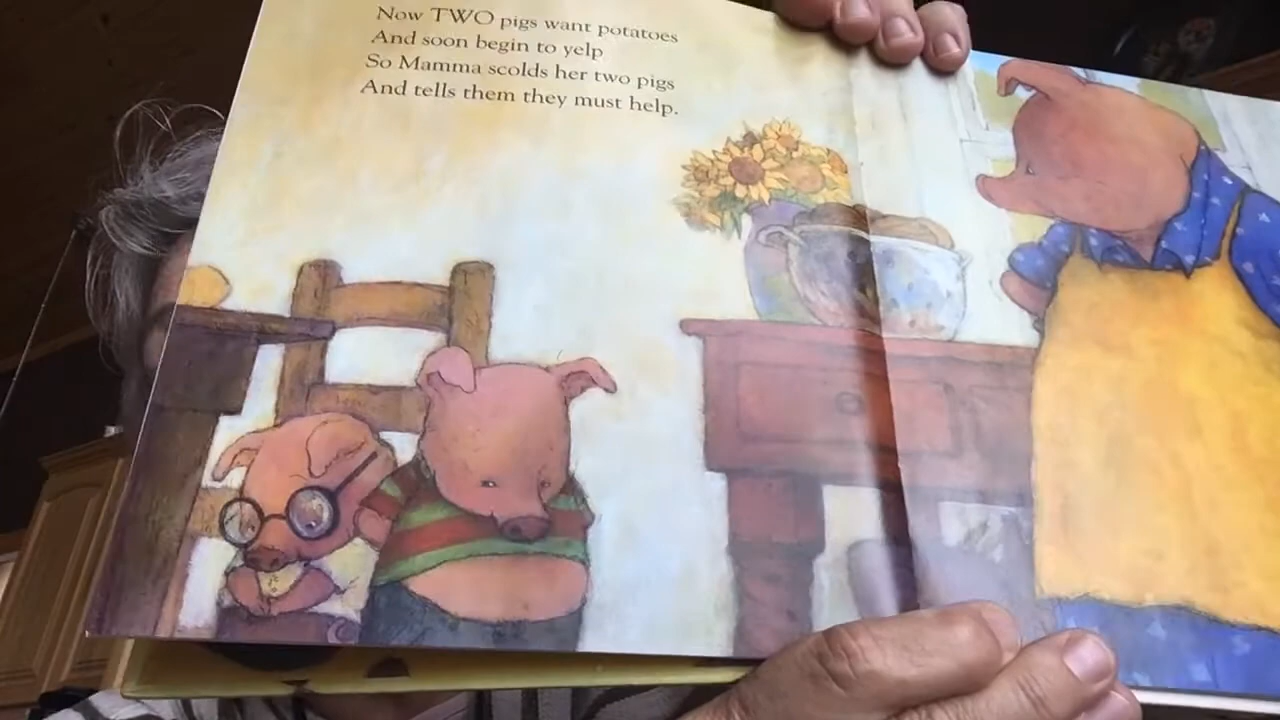 Now TWO pigs want potatoes
And soon begin to yelp
So Mamma scolds her two pigs
And tells them they must help.